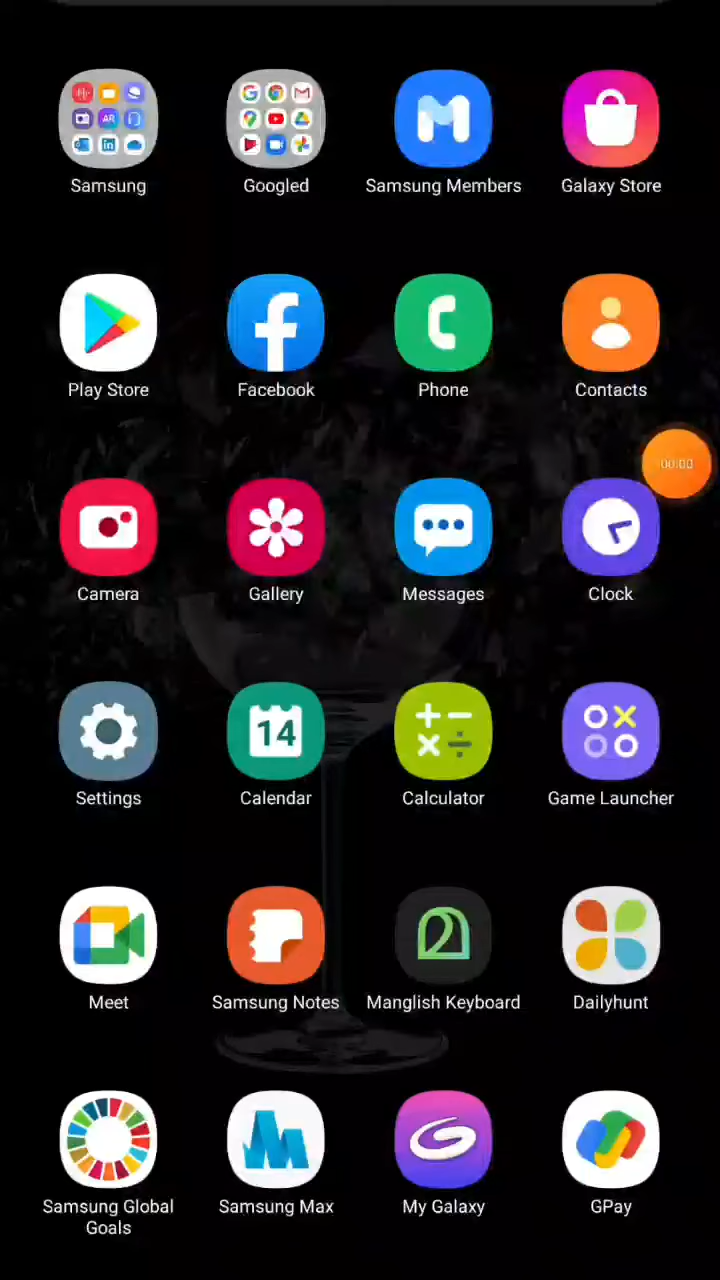 Samsung
Googled
Samsung Members
Galaxy Store
Play Store
Facebook
Phone
Contacts
00:00
Camera
Gallery
Messages
Clock
14
Settings
Calendar
Calculator
Game Launcher
Meet
Samsung Notes
Manglish Keyboard
Dailyhunt
Samsung Global
Goals
Samsung Max
My Galaxy
GPay